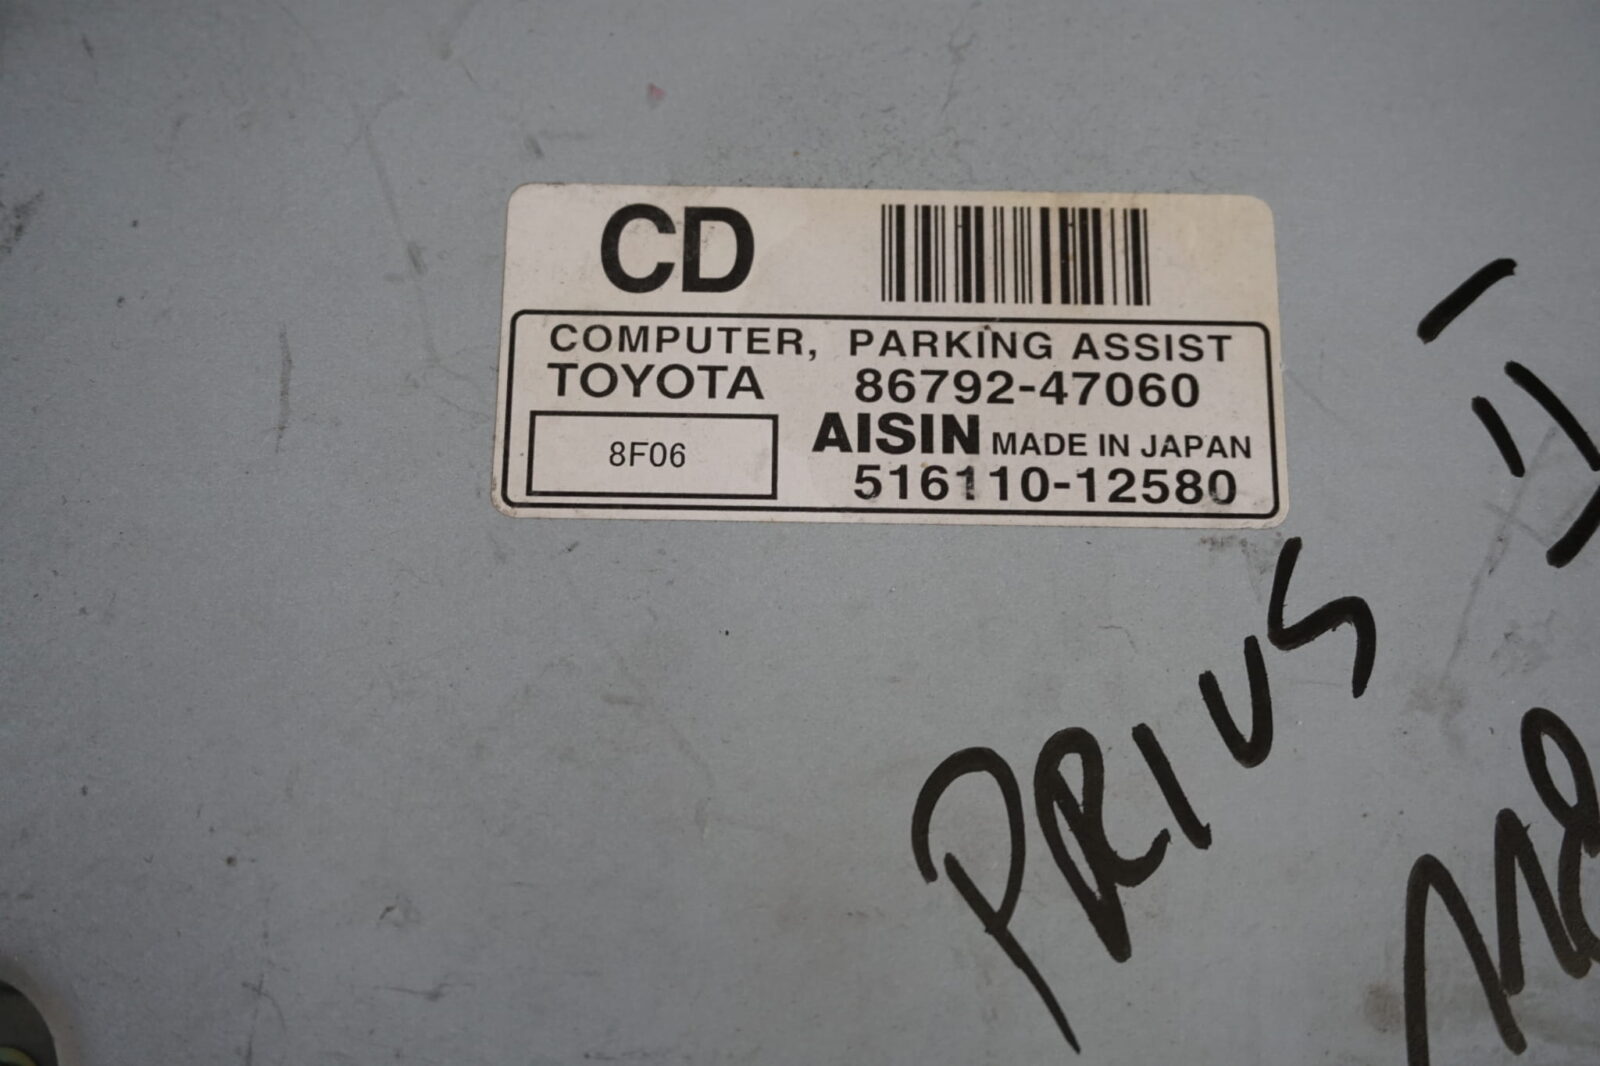 CD
COMPUTER, PARKING ASSIST
TOYOTA 86792-47060
8F06
AISIN MADE IN JAPAN
516110-12580
PRIUS